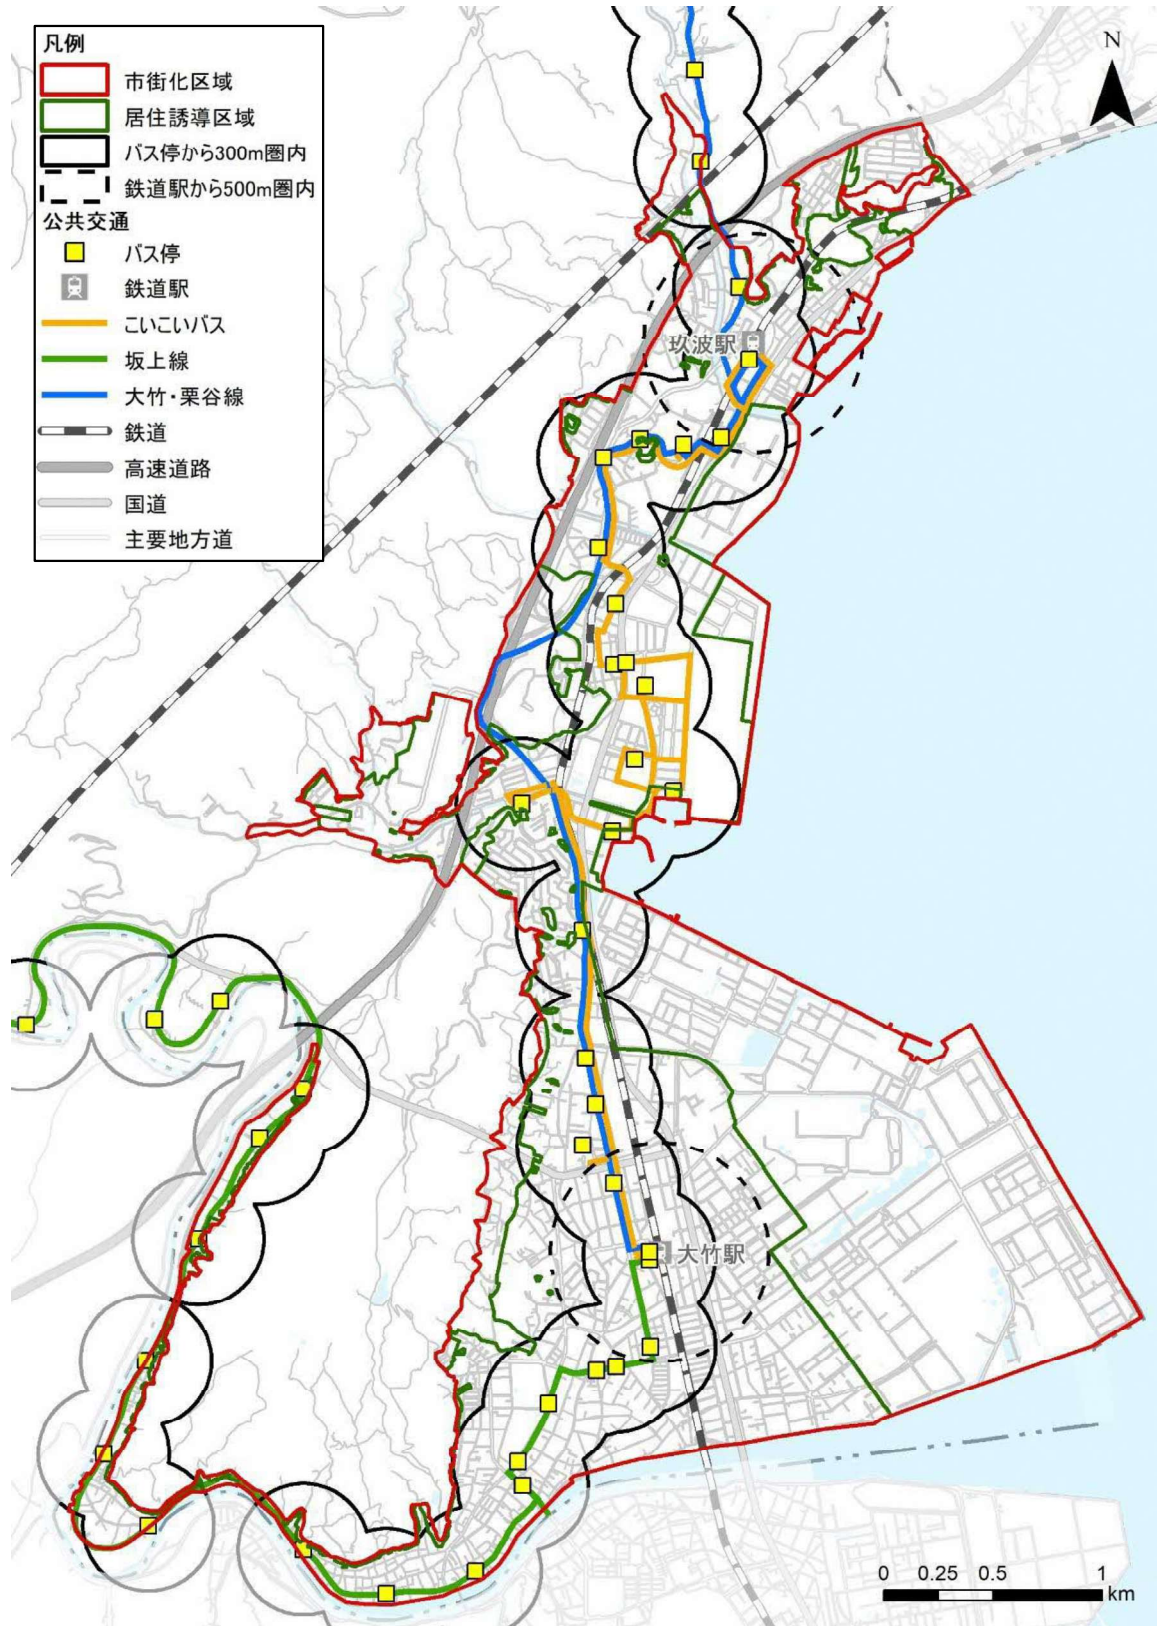 凡例
市街化区域
居住誘導区域
バス停から300m圏内
鉄道駅から500m圏内
公共交通
バス停
鉄道駅
こいこいバス
坂上線
大竹・栗谷線
鉄道
高速道路
国道
主要地方道
N
玖波駅
大竹駅
0 0.25 0.5 1
km